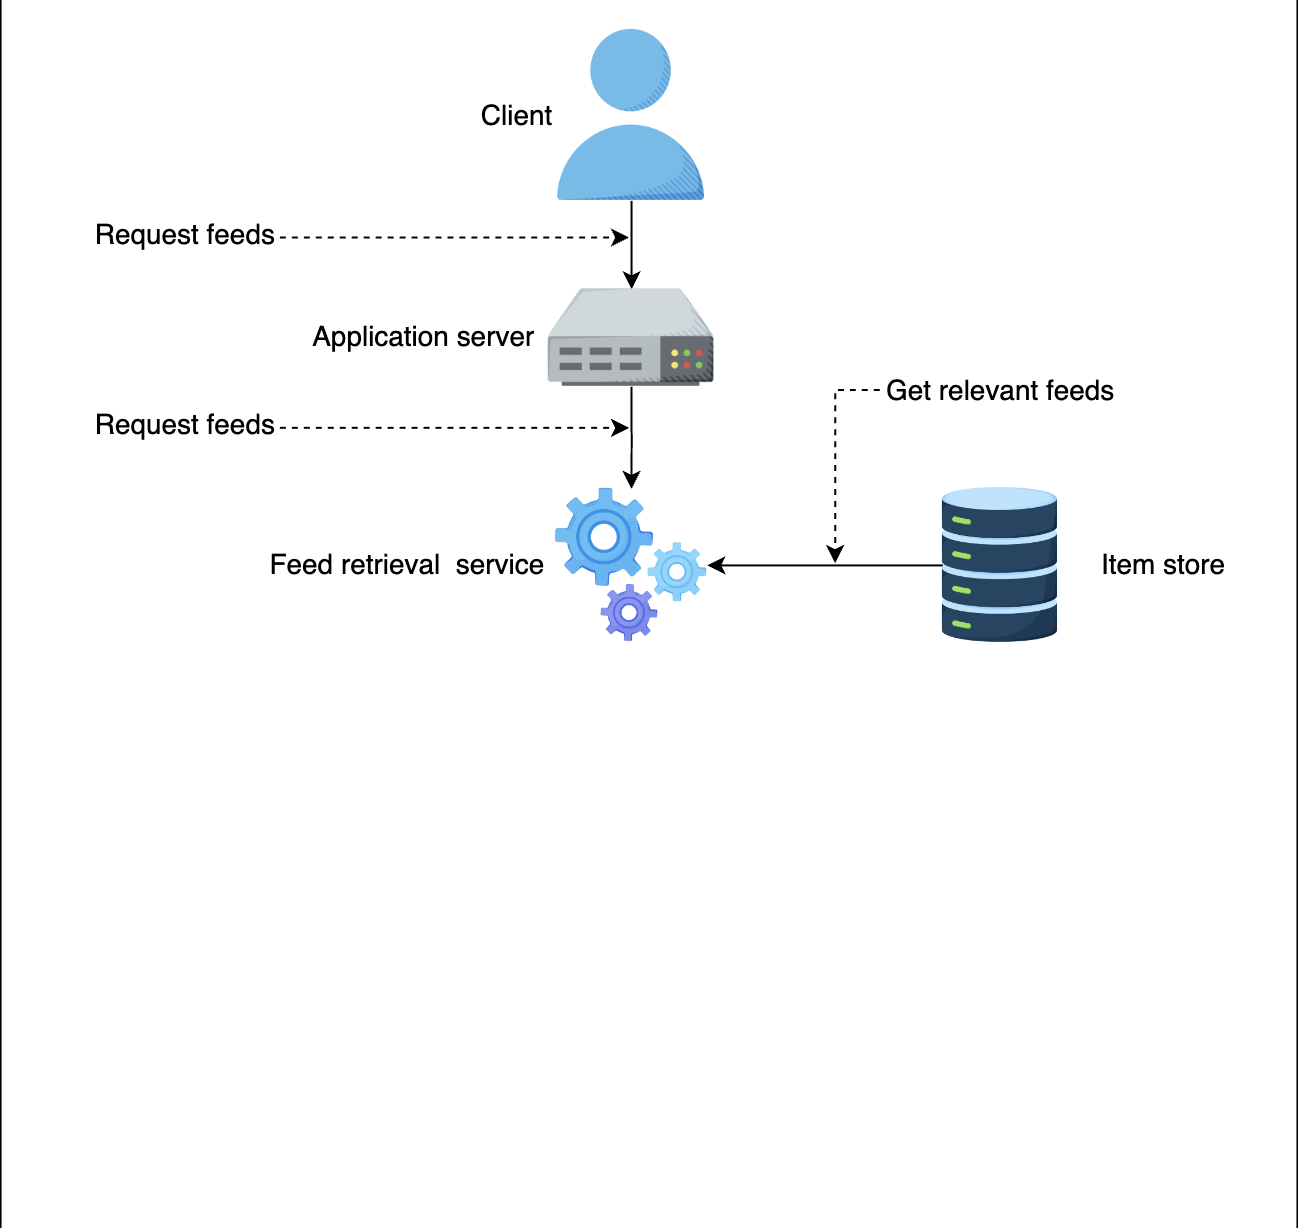 Client
Request feeds
Application server
Get relevant feeds
Request feeds
Feed retrieval  service
Item store